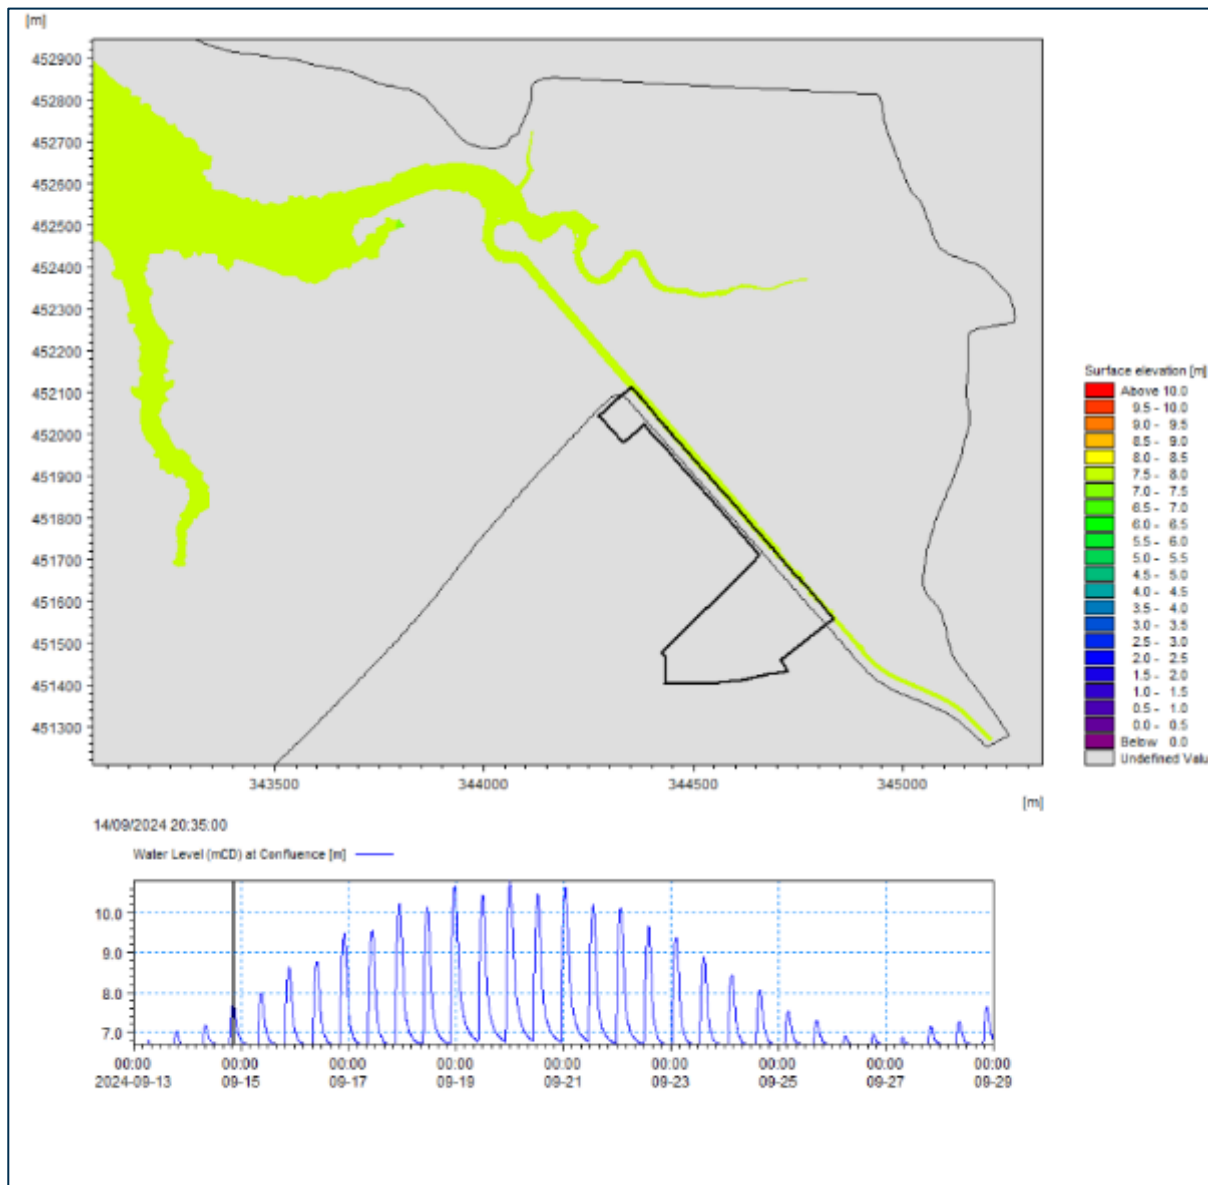 [m]
452900
452800
452700
452600
452500
452400
452300
452200
452100
452000
451900
451800
451700
451600
451500
451400
451300
343500 344000 344500 345000
[m]
Surface elevation [m]
Above 10.0
9.5 - 10.0
9.0 - 9.5
8.5 - 9.0
8.0 - 8.5
7.5 - 8.0
7.0 - 7.5
6.5 - 7.0
6.0 - 6.5
5.5 - 6.0
5.0 - 5.5
4.5 - 5.0
4.0 - 4.5
3.5 - 4.0
3.0 - 3.5
2.5 - 3.0
2.0 - 2.5
1.5 - 2.0
1.0 - 1.5
0.5 - 1.0
0.0 - 0.5
Below 0.0
Undefined Valu
14/09/2024 20:35:00
Water Level (mCD) at Confluence [m]
10.0
9.0
8.0
7.0
00:00 00:00 00:00 00:00 00:00 00:00 00:00 00:00 00:00
2024-09-13 09-15 09-17 09-19 09-21 09-23 09-25 09-27 09-29